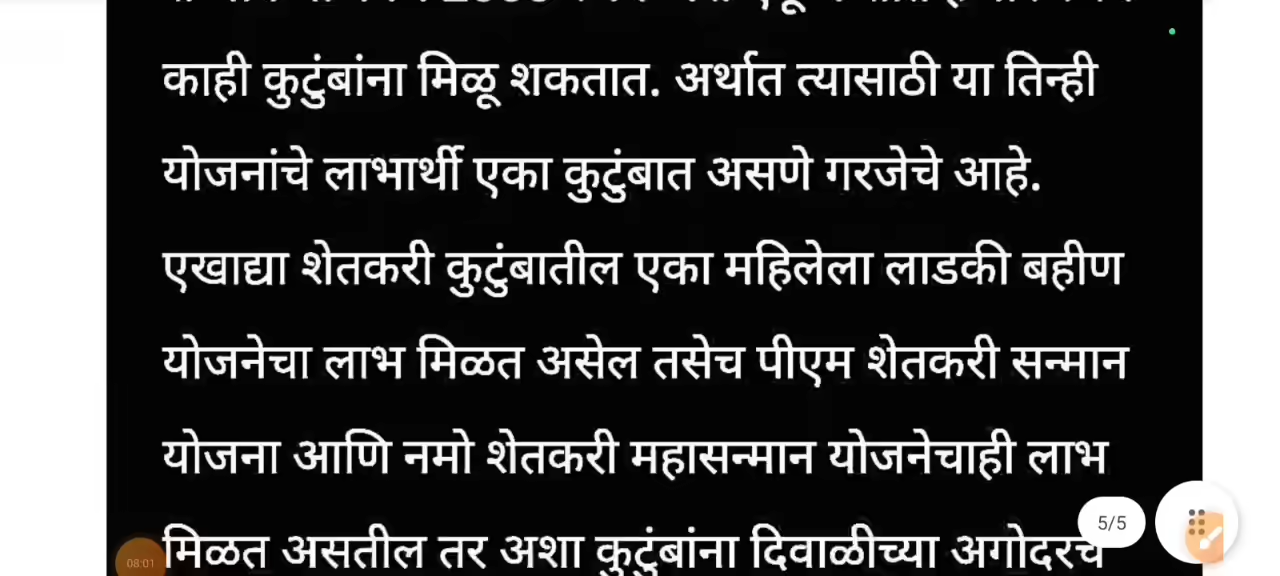 काही कुटुंबांना मिळू शकतात. अर्थात त्यासाठी या तिन्ही
योजनांचे लाभार्थी एका कुटुंबात असणे गरजेचे आहे.
एखाद्या शेतकरी कुटुंबातील एका महिलेला लाडकी बहीण
योजनेचा लाभ मिळत असेल तसेच पीएम शेतकरी सन्मान
योजना आणि नमो शेतकरी महासन्मान योजनेचाही लाभ
5/5
मिळत असतील तर अशा कुटुंबांना दिवाळीच्या अगोदरच
08:01